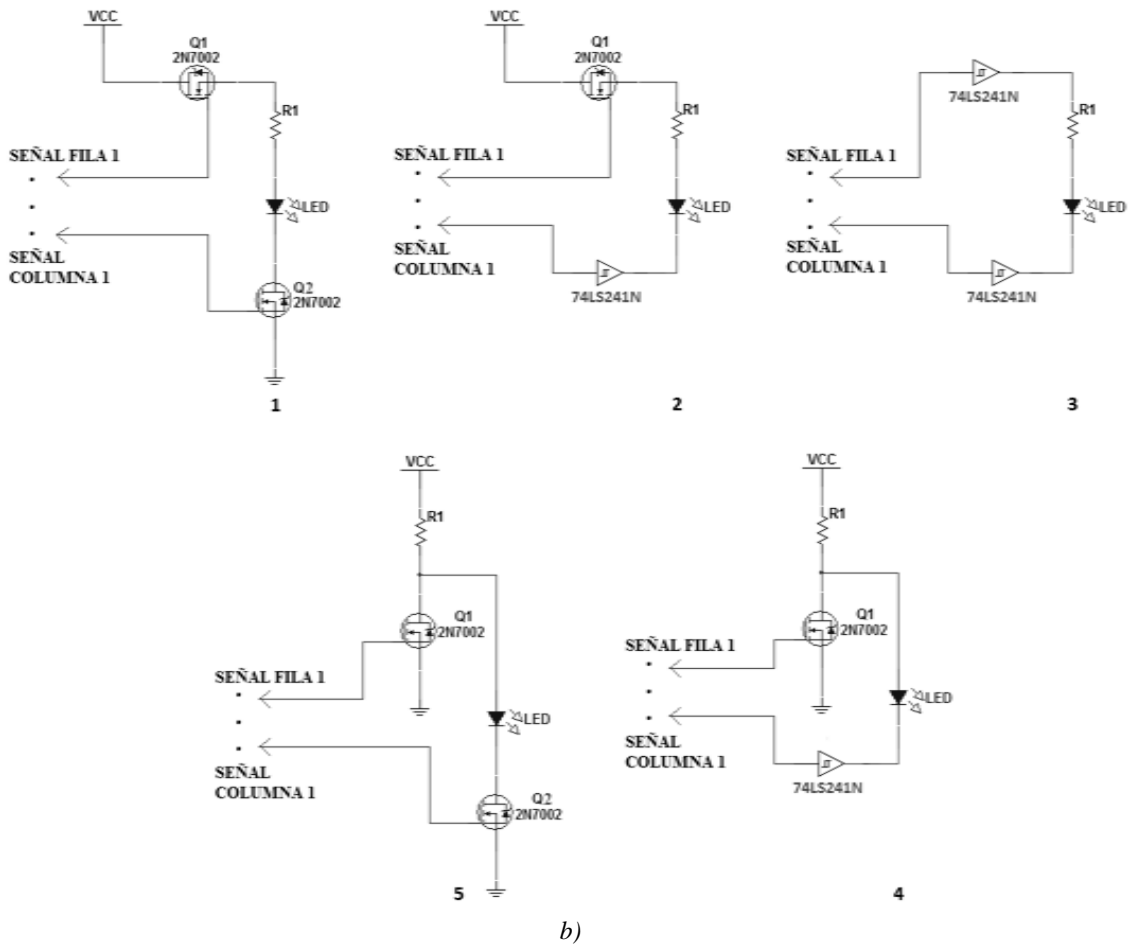 VCC
Q1
2N7002
R1
SEÑAL FILA 1
LED
SEÑAL
COLUMNA 1
Q2
2N7002
1
VCC
Q1
2N7002
R1
SEÑAL FILA 1
LED
SEÑAL
COLUMNA 1
74LS241N
2
74LS241N
R1
SEÑAL FILA 1
LED
SEÑAL
COLUMNA 1
74LS241N
3
VCC
R1
Q1
2N7002
SEÑAL FILA 1
LED
SEÑAL
COLUMNA 1
Q2
2N7002
5
VCC
R1
Q1
2N7002
SEÑAL FILA 1
LED
SEÑAL
COLUMNA 1
74LS241N
4
b)